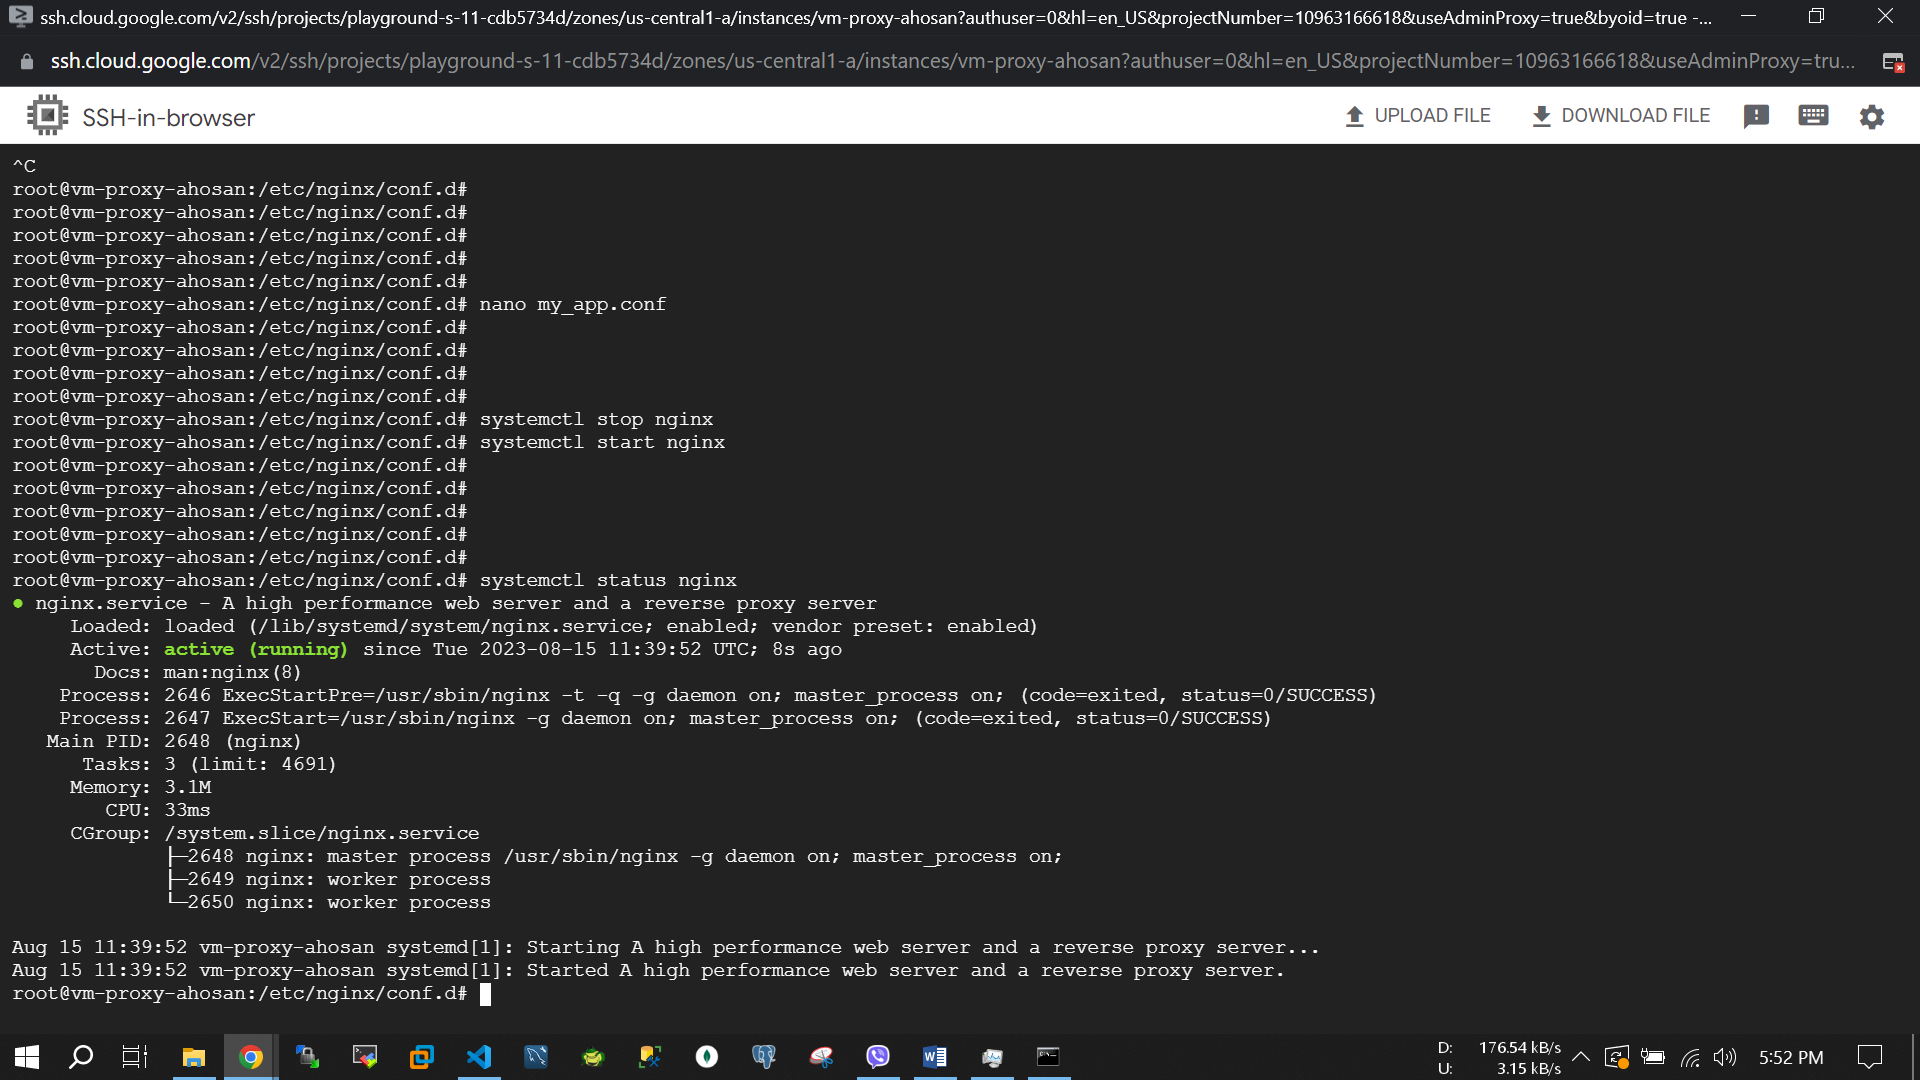 ssh.cloud.google.com/v2/ssh/projects/playground-s-11-cdb5734d/zones/us-central1-a/instances/vm-proxy-ahosan?authuser=0&hl=en_US&projectNumber=10963166618&useAdminProxy=true&byoid=true -...
ssh.cloud.google.com/v2/ssh/projects/playground-s-11-cdb5734d/zones/us-central1-a/instances/vm-proxy-ahosan?authuser=0&hl=en_US&projectNumber=10963166618&useAdminProxy=tru...
SSH-in-browser
UPLOAD FILE
DOWNLOAD FILE
^C
root@vm-proxy-ahosan:/etc/nginx/conf.d#
root@vm-proxy-ahosan:/etc/nginx/conf.d#
root@vm-proxy-ahosan:/etc/nginx/conf.d#
root@vm-proxy-ahosan:/etc/nginx/conf.d#
root@vm-proxy-ahosan:/etc/nginx/conf.d#
root@vm-proxy-ahosan:/etc/nginx/conf.d# nano my_app.conf
root@vm-proxy-ahosan:/etc/nginx/conf.d#
root@vm-proxy-ahosan:/etc/nginx/conf.d#
root@vm-proxy-ahosan:/etc/nginx/conf.d#
root@vm-proxy-ahosan:/etc/nginx/conf.d#
root@vm-proxy-ahosan:/etc/nginx/conf.d# systemctl stop nginx
root@vm-proxy-ahosan:/etc/nginx/conf.d# systemctl start nginx
root@vm-proxy-ahosan:/etc/nginx/conf.d#
root@vm-proxy-ahosan:/etc/nginx/conf.d#
root@vm-proxy-ahosan:/etc/nginx/conf.d#
root@vm-proxy-ahosan:/etc/nginx/conf.d#
root@vm-proxy-ahosan:/etc/nginx/conf.d#
root@vm-proxy-ahosan:/etc/nginx/conf.d# systemctl status nginx
● nginx.service - A high performance web server and a reverse proxy server
Loaded: loaded (/lib/systemd/system/nginx.service; enabled; vendor preset: enabled)
Active: active (running) since Tue 2023-08-15 11:39:52 UTC; 8s ago
Docs: man:nginx(8)
Process: 2646 ExecStartPre=/usr/sbin/nginx -t -q -g daemon on; master_process on; (code=exited, status=0/SUCCESS)
Process: 2647 ExecStart=/usr/sbin/nginx -g daemon on; master_process on; (code=exited, status=0/SUCCESS)
Main PID: 2648 (nginx)
Tasks: 3 (limit: 4691)
Memory: 3.1M
CPU: 33ms
CGroup: /system.slice/nginx.service
├─2648 nginx: master process /usr/sbin/nginx -g daemon on; master_process on;
├─2649 nginx: worker process
└─2650 nginx: worker process
Aug 15 11:39:52 vm-proxy-ahosan systemd[1]: Starting A high performance web server and a reverse proxy server...
Aug 15 11:39:52 vm-proxy-ahosan systemd[1]: Started A high performance web server and a reverse proxy server.
root@vm-proxy-ahosan:/etc/nginx/conf.d#
D: 176.54 kB/s
U: 3.15 kB/s
5:52 PM